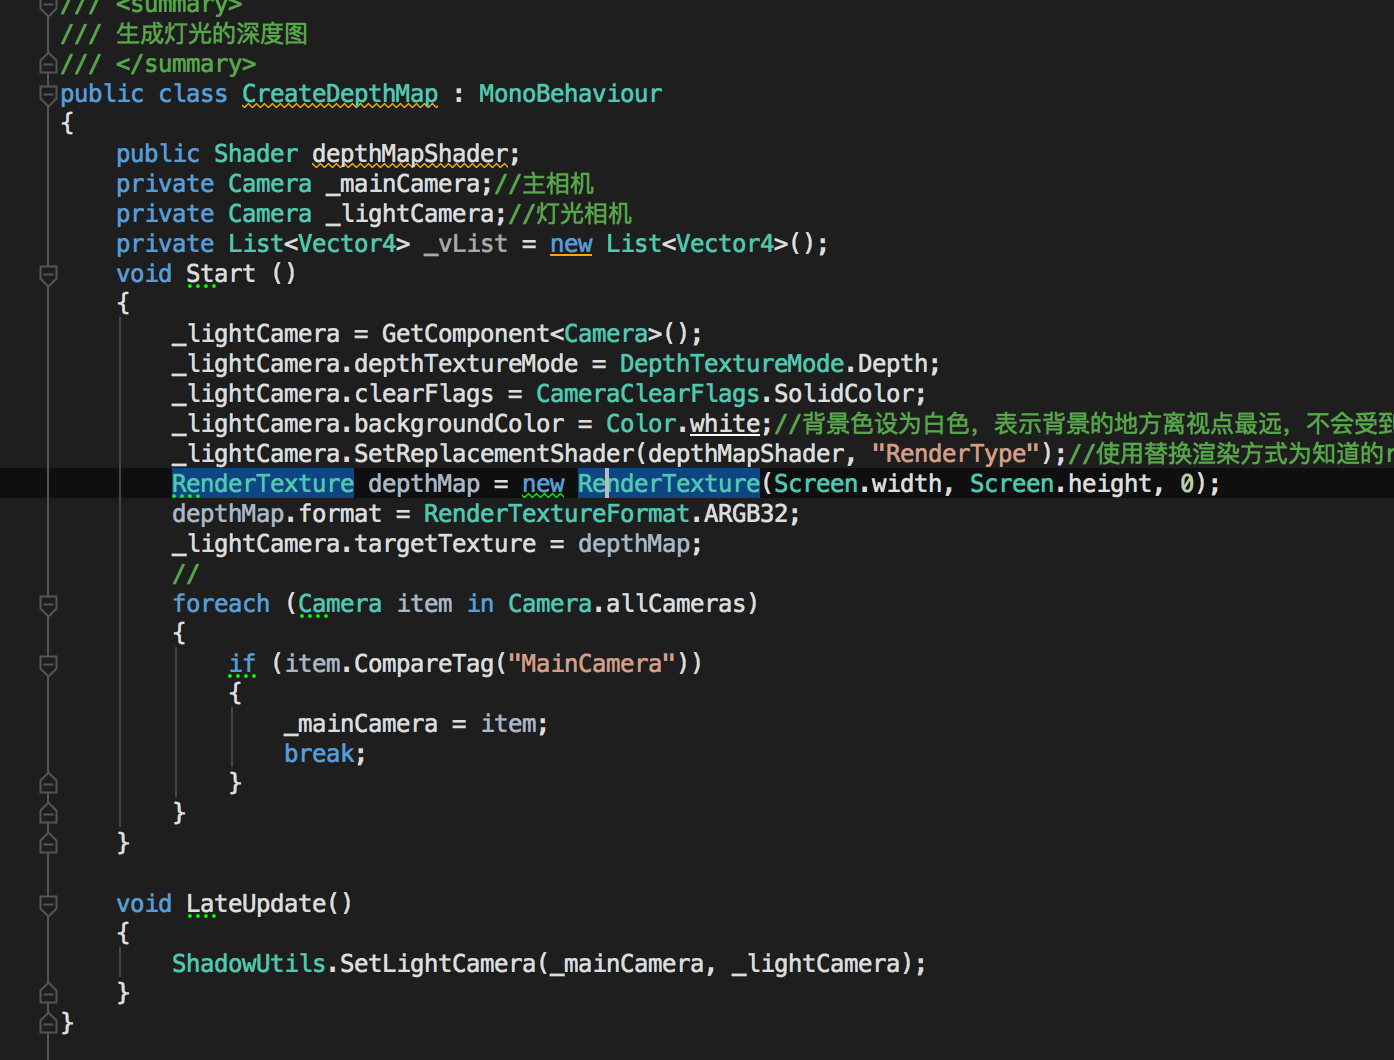 /// <summary>
/// 生成灯光的深度图
/// </summary>
public class CreateDepthMap : MonoBehaviour
{
    public Shader depthMapShader;
    private Camera _mainCamera;//主相机
    private Camera _lightCamera;//灯光相机
    private List<Vector4> _vList = new List<Vector4>();
    void Start ()
    {
        _lightCamera = GetComponent<Camera>();
        _lightCamera.depthTextureMode = DepthTextureMode.Depth;
        _lightCamera.clearFlags = CameraClearFlags.SolidColor;
        _lightCamera.backgroundColor = Color.white;//背景色设为白色，表示背景的地方离视点最远，不会受到
        _lightCamera.SetReplacementShader(depthMapShader, "RenderType");//使用替换渲染方式为知道的r
        RenderTexture depthMap = new RenderTexture(Screen.width, Screen.height, 0);
        depthMap.format = RenderTextureFormat.ARGB32;
        _lightCamera.targetTexture = depthMap;
        //
        foreach (Camera item in Camera.allCameras)
        {
            if (item.CompareTag("MainCamera"))
            {
                _mainCamera = item;
                break;
            }
        }
    }

    void LateUpdate()
    {
        ShadowUtils.SetLightCamera(_mainCamera, _lightCamera);
    }
}